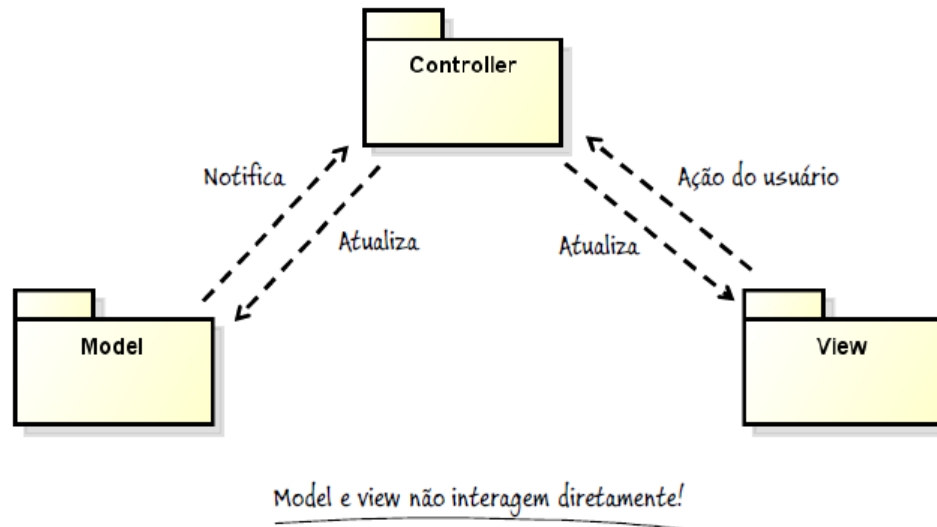 Controller
Notifica
Ação do usuário
Atualiza
Atualiza
Model
View
Model e view não interagem diretamente!